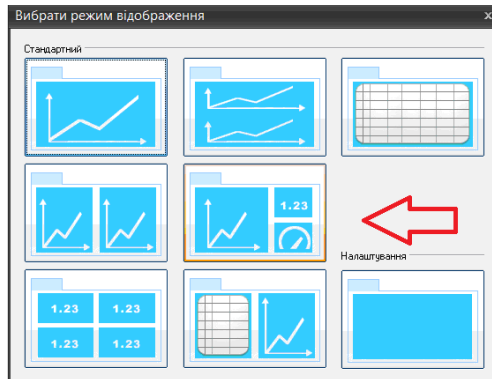 Вибрати режим відображення
x
Стандартний
1.23
Налаштування
1.23 1.23
1.23 1.23